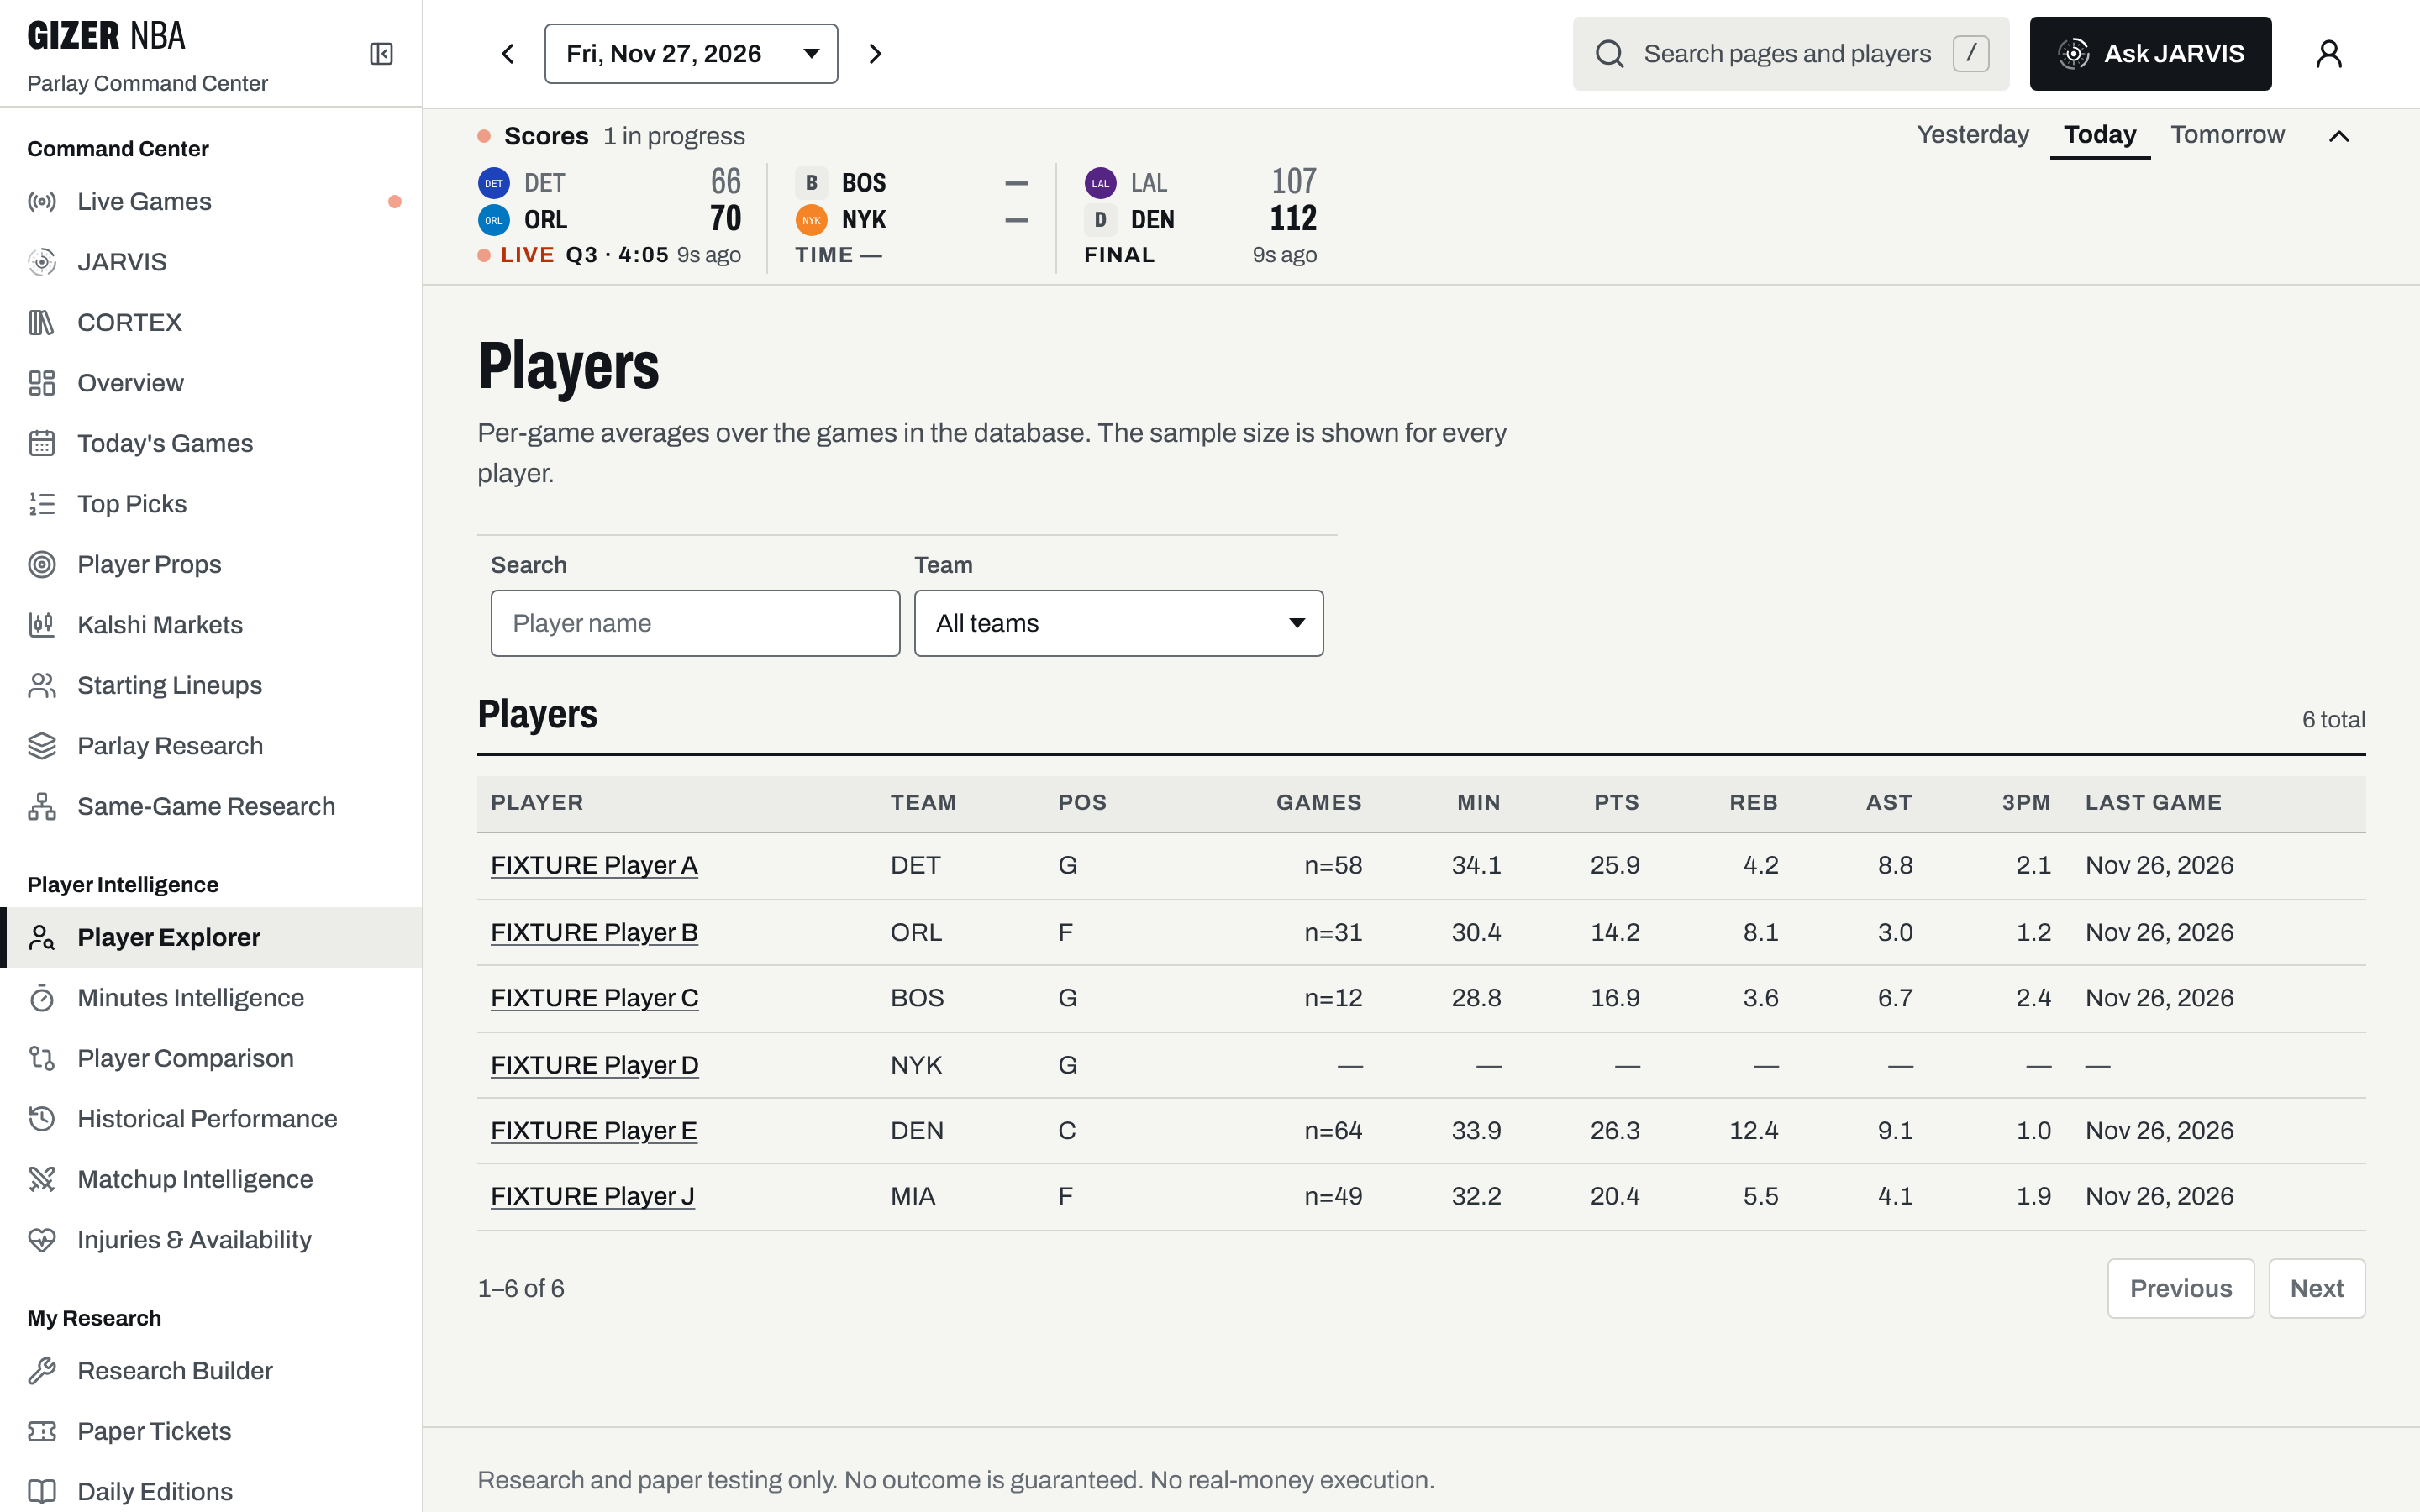 GIZER NBA
Parlay Command Center
Command Center
Live Games
JARVIS
CORTEX
Overview
Today's Games
Top Picks
Player Props
Kalshi Markets
Starting Lineups
Parlay Research
Same-Game Research
Player Intelligence
Player Explorer
Minutes Intelligence
Player Comparison
Historical Performance
Matchup Intelligence
Injuries & Availability
My Research
Research Builder
Paper Tickets
Daily Editions
Fri, Nov 27, 2026
Search pages and players /
Ask JARVIS
Scores 1 in progress
Yesterday Today Tomorrow
DET DET 66
ORL ORL 70
LIVE Q3 · 4:05 9s ago
B BOS —
NYK NYK —
TIME —
LAL LAL 107
D DEN 112
FINAL 9s ago
Players
Per-game averages over the games in the database. The sample size is shown for every
player.
Search Team
Player name All teams
Players 6 total
PLAYER TEAM POS GAMES MIN PTS REB AST 3PM LAST GAME
FIXTURE Player A DET G n=58 34.1 25.9 4.2 8.8 2.1 Nov 26, 2026
FIXTURE Player B ORL F n=31 30.4 14.2 8.1 3.0 1.2 Nov 26, 2026
FIXTURE Player C BOS G n=12 28.8 16.9 3.6 6.7 2.4 Nov 26, 2026
FIXTURE Player D NYK G — — — — — — —
FIXTURE Player E DEN C n=64 33.9 26.3 12.4 9.1 1.0 Nov 26, 2026
FIXTURE Player J MIA F n=49 32.2 20.4 5.5 4.1 1.9 Nov 26, 2026
1–6 of 6 Previous Next
Research and paper testing only. No outcome is guaranteed. No real-money execution.